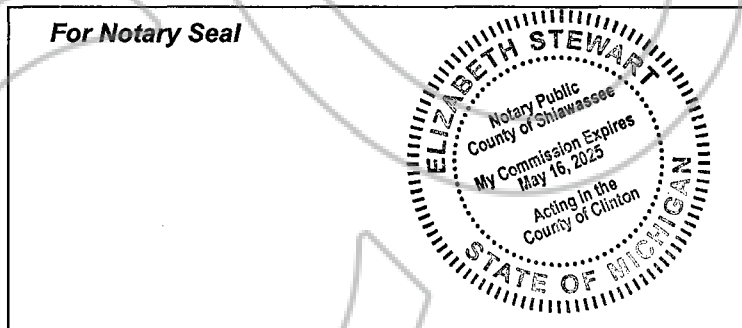 For Notary Seal
ELIZABETH STEWART
Notary Public
County of Shiawassee
My Commission Expires
May 16, 2025
Acting in the
County of Clinton
STATE OF MICHIGAN